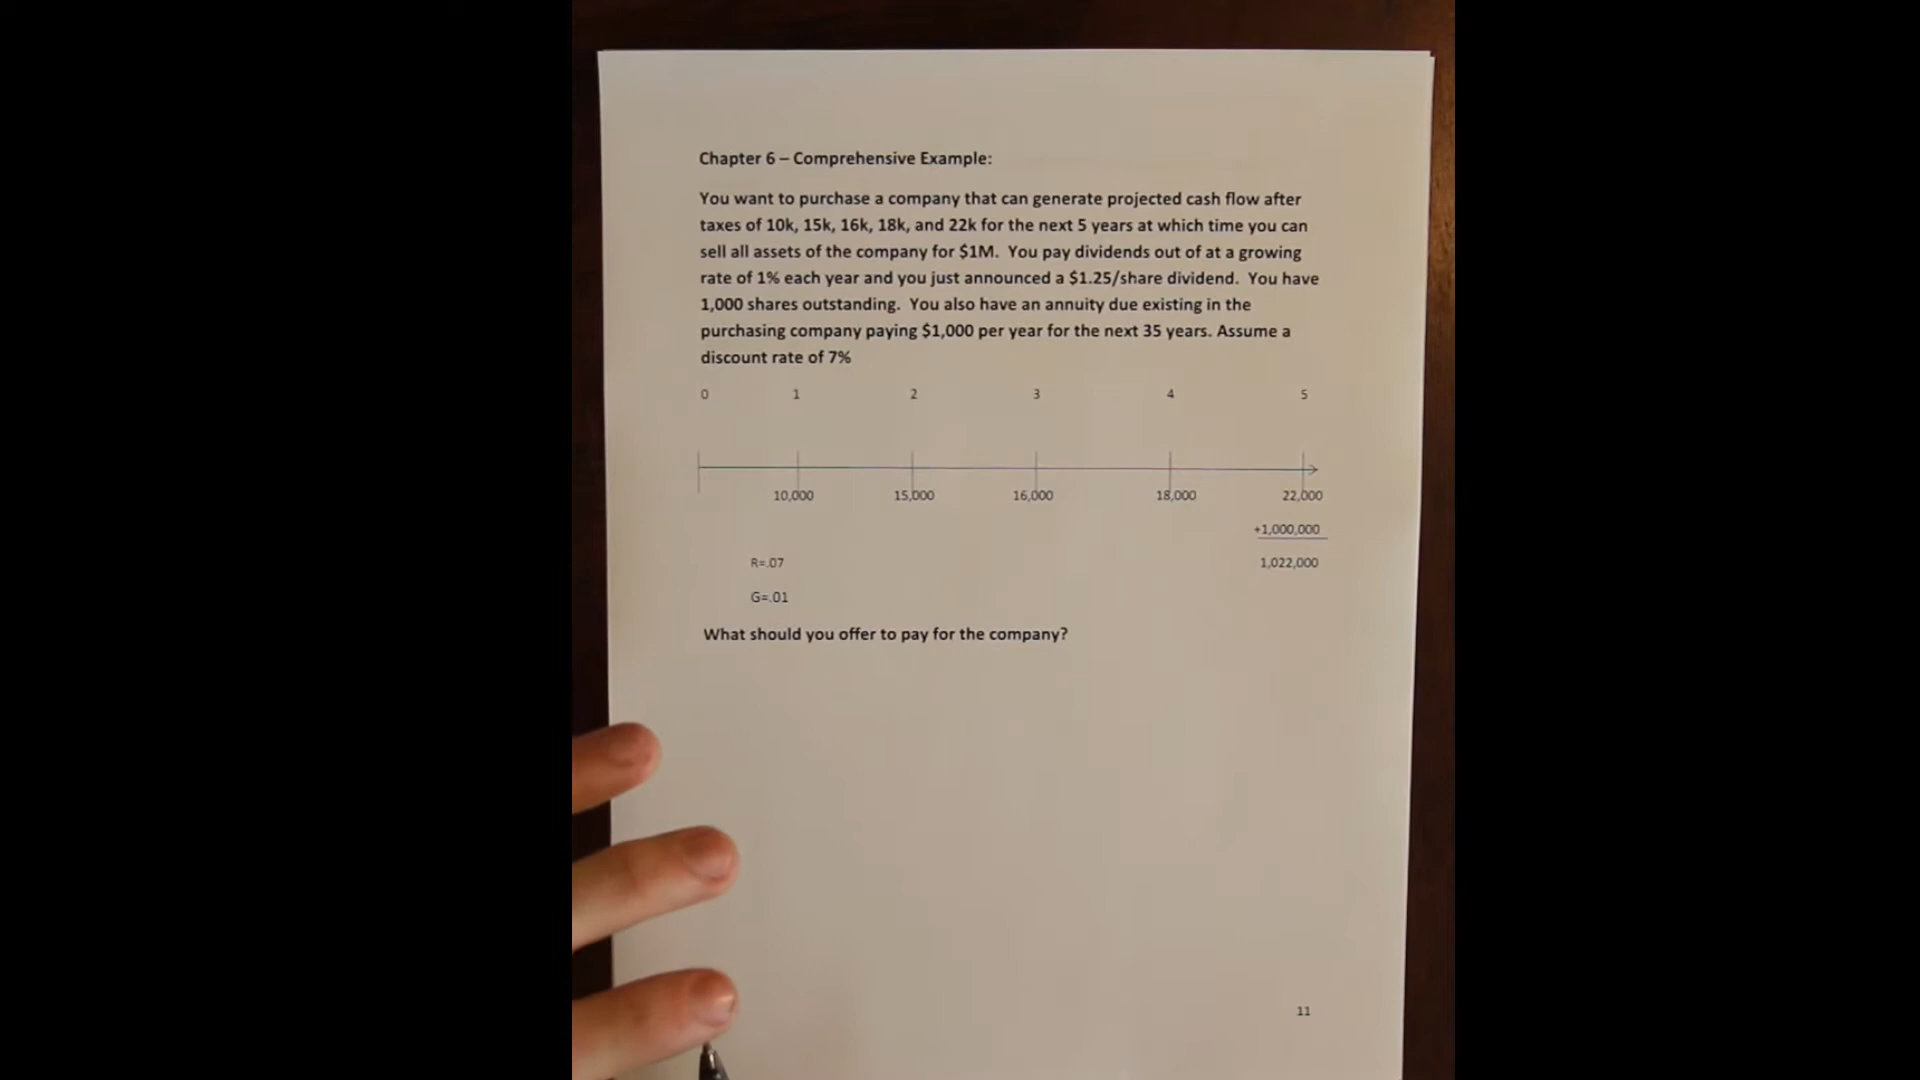 Chapter 6 – Comprehensive Example:
You want to purchase a company that can generate projected cash flow after
taxes of 10k, 15k, 16k, 18k, and 22k for the next 5 years at which time you can
sell all assets of the company for $1M.  You pay dividends out of at a growing
rate of 1% each year and you just announced a $1.25/share dividend.  You have
1,000 shares outstanding.  You also have an annuity due existing in the
purchasing company paying $1,000 per year for the next 35 years. Assume a
discount rate of 7%
0 1 2 3 4 5
10,000 15,000 16,000 18,000 22,000
+1,000,000
R=.07 1,022,000
G=.01
What should you offer to pay for the company?
11